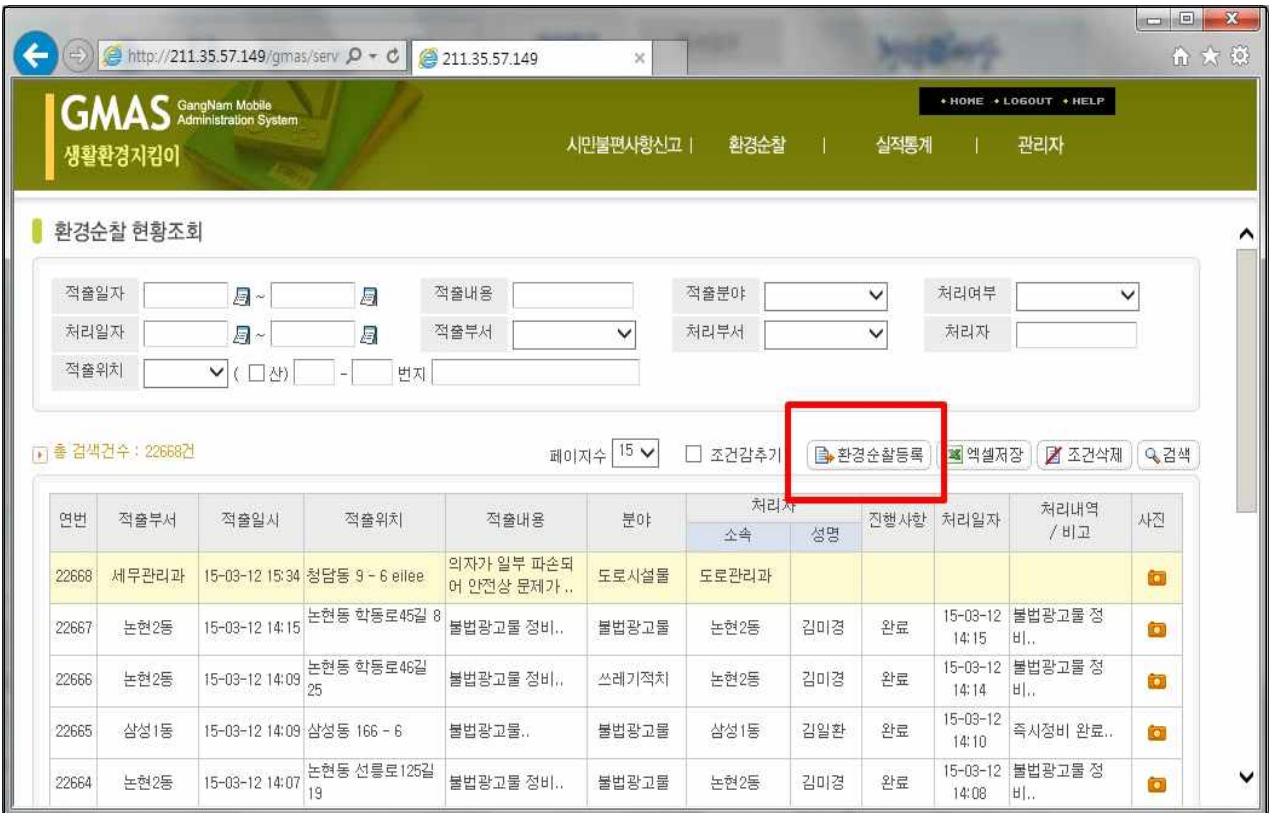 http://211.35.57.149/gmas/serv
211.35.57.149
GMAS GangNam Mobile
Administration System
생활환경지킴이
HOME LOGOUT HELP
시민불편사항신고 | 환경순찰 | 실적통계 | 관리자
환경순찰 현황조회
적출일자 ~ 적출내용 적출분야 처리여부
처리일자 ~ 적출부서 처리부서 처리자
적출위치 ( 산) - 번지
총 검색건수 : 22668건 페이지수 15 조건감추기 환경순찰등록 엑셀저장 조건삭제 검색
연번 적출부서 적출일시 적출위치 적출내용 분야 처리자 진행사항 처리일자 처리내역 사진
/ 비고
소속 성명
22668 세무관리과 15-03-12 15:34 청담동 9 - 6 eilee 의자가 일부 파손되 도로시설물 도로관리과
어 안전상 문제가 ..
22667 논현2동 15-03-12 14:15 논현동 학동로45길 8 불법광고물 정비.. 불법광고물 논현2동 김미경 완료 15-03-12 불법광고물 정
14:15 비..
22666 논현2동 15-03-12 14:09 논현동 학동로46길 불법광고물 정비.. 쓰레기적치 논현2동 김미경 완료 15-03-12 불법광고물 정
25 14:14 비..
22665 삼성1동 15-03-12 14:09 삼성동 166 - 6 불법광고물.. 불법광고물 삼성1동 김일환 완료 15-03-12 즉시정비 완료..
14:10
22664 논현2동 15-03-12 14:07 논현동 선릉로125길 불법광고물 정비.. 불법광고물 논현2동 김미경 완료 15-03-12 불법광고물 정
19 14:08 비..